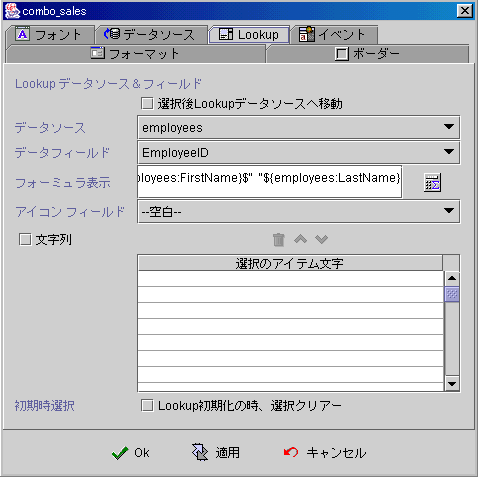 combo_sales
フォント データソース Lookup イベント
フォーマット ボーダー
Lookup データソース＆フィールド
選択後Lookupデータソースへ移動
データソース employees
データフィールド EmployeeID
フォーミュラ表示 ployees:FirstName}$" "${employees:LastName}
アイコン フィールド --空白--
文字列
選択のアイテム文字
初期時選択 Lookup初期化の時、選択クリアー
Ok 適用 キャンセル